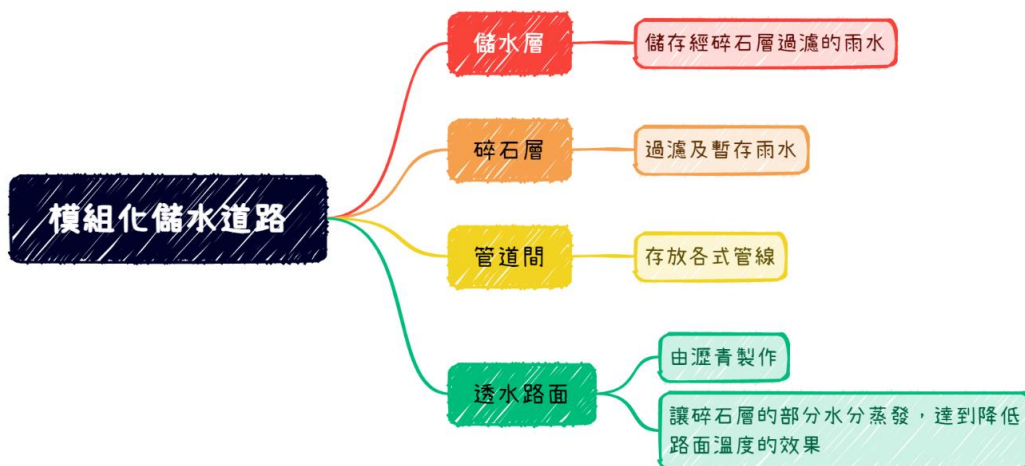 模組化儲水道路
儲水層
儲存經碎石層過濾的雨水
碎石層
過濾及暫存雨水
管道間
存放各式管線
透水路面
由瀝青製作
讓碎石層的部分水分蒸發，達到降低
路面溫度的效果